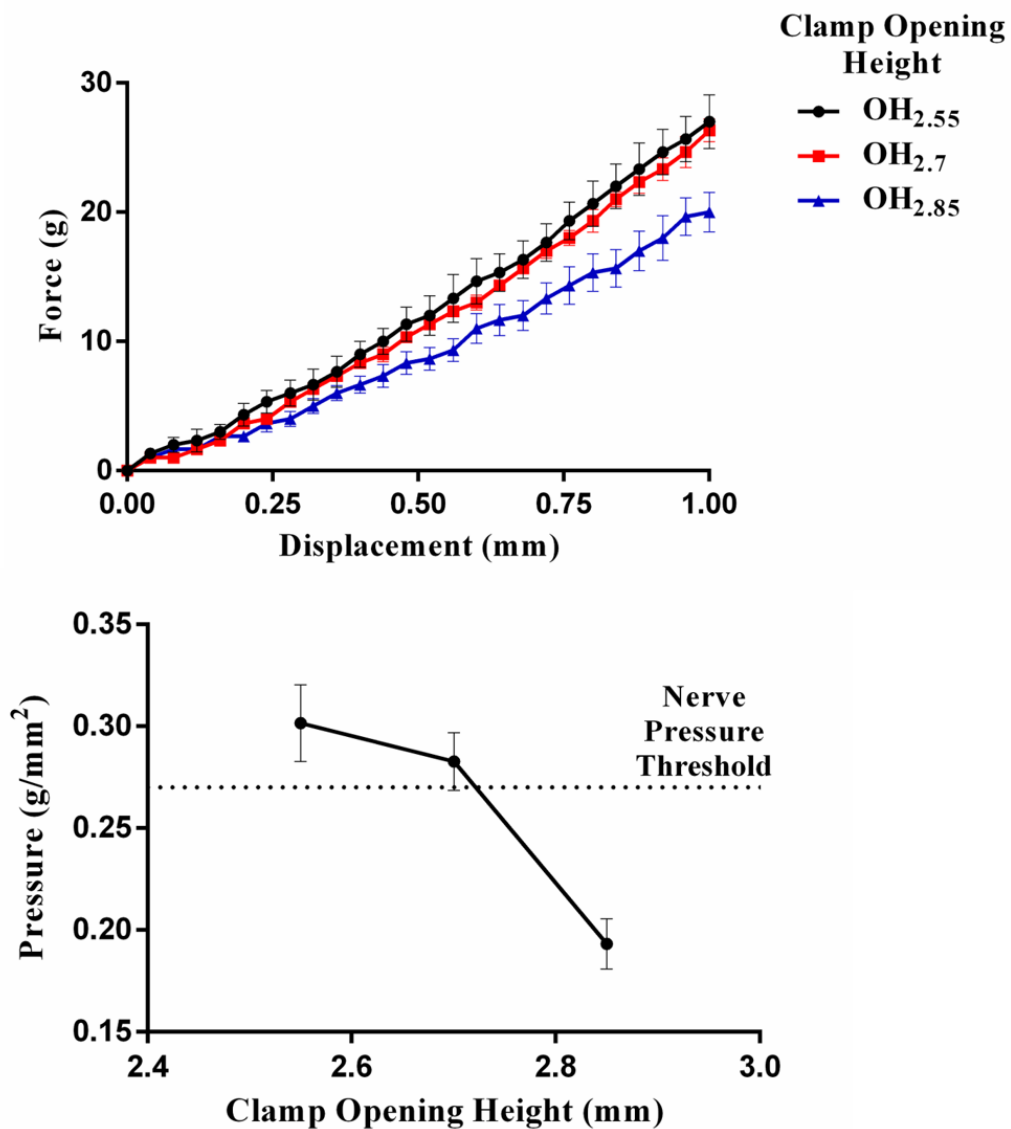 Clamp Opening
Height
OH2.55
OH2.7
OH2.85
30
20
10
0
Force (g)
0.00 0.25 0.50 0.75 1.00
Displacement (mm)
0.35
0.30
0.25
0.20
0.15
Pressure (g/mm²)
Nerve
Pressure
Threshold
2.4 2.6 2.8 3.0
Clamp Opening Height (mm)